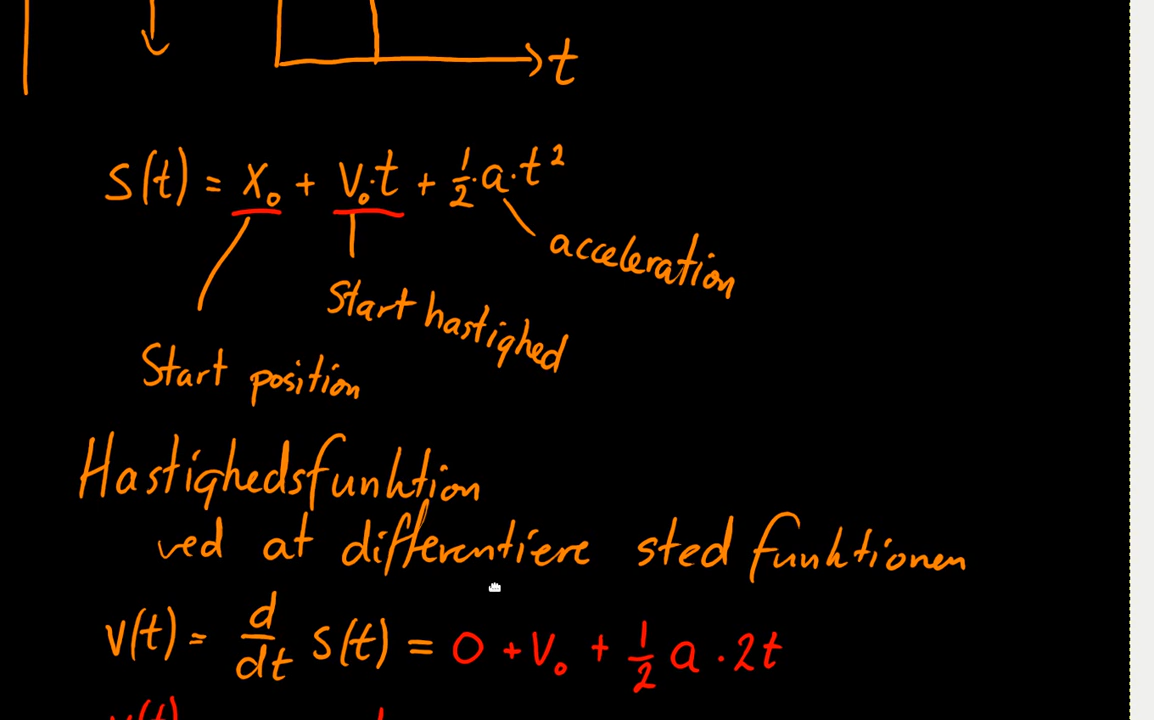 t
s(t) = x₀ + v₀·t + ½·a·t²
acceleration
Start hastighed
Start position
Hastighedsfunktion
ved at differentiere sted funktionen
v(t) = d/dt s(t) = 0 + v₀ + ½ a · 2t
v(t)